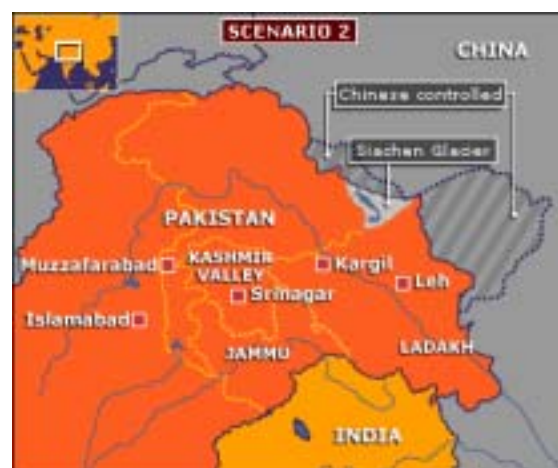 SCENARIO 2
CHINA
Chinese controlled
Siachen Glacier
PAKISTAN
KASHMIR
VALLEY
Muzzafarabad
Kargil
Leh
Srinagar
Islamabad
JAMMU
LADAKH
INDIA